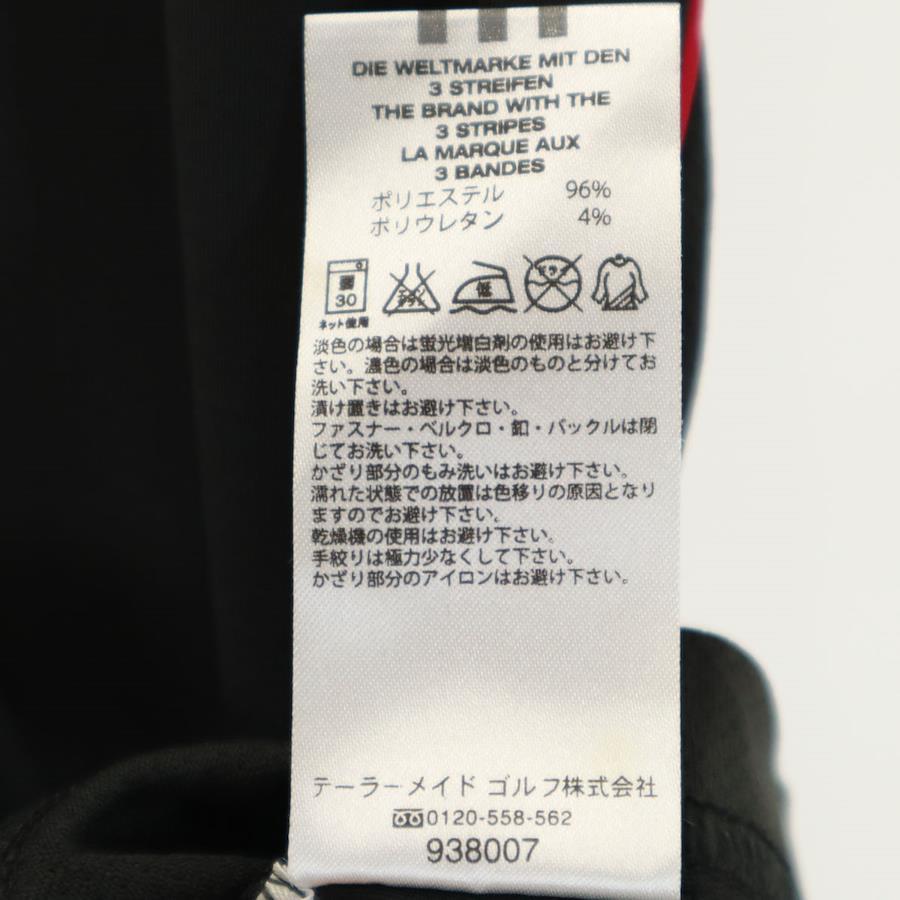 DIE WELTMARKE MIT DEN
3 STREIFEN
THE BRAND WITH THE
3 STRIPES
LA MARQUE AUX
3 BANDES
ポリエステル 96%
ポリウレタン 4%
弱
30
ネット使用
低
淡色の場合は蛍光増白剤の使用はお避け下
さい。濃色の場合は淡色のものと分けてお
洗い下さい。
漬け置きはお避け下さい。
ファスナー・ベルクロ・釦・バックルは閉
じてお洗い下さい。
かざり部分のもみ洗いはお避け下さい。
濡れた状態での放置は色移りの原因となり
ますのでお避け下さい。
乾燥機の使用はお避け下さい。
手絞りは極力少なくして下さい。
かざり部分のアイロンはお避け下さい。
テーラーメイド ゴルフ株式会社
0120-558-562
938007